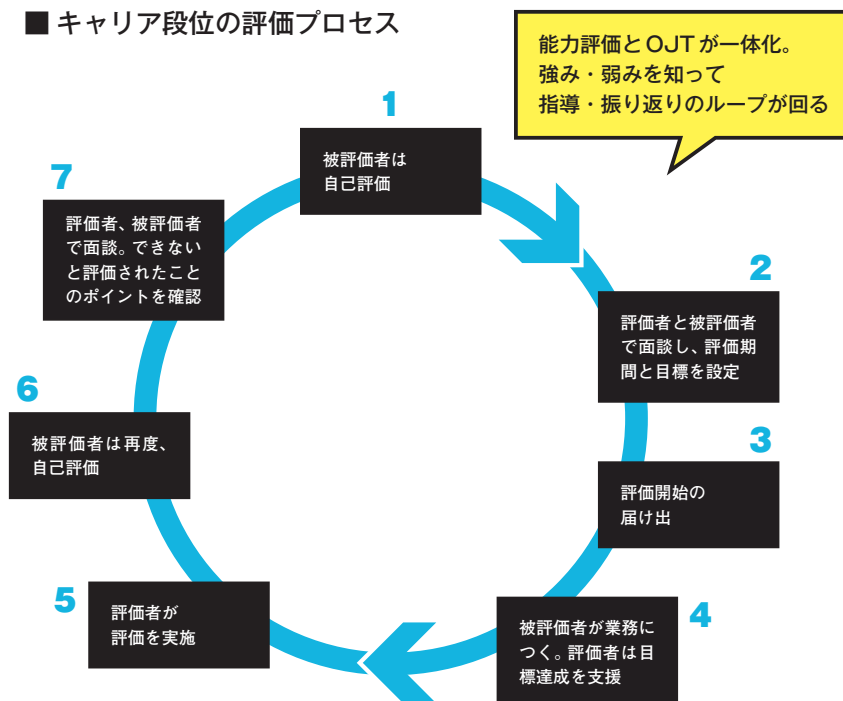 ■ キャリア段位の評価プロセス
能力評価とOJTが一体化。
強み・弱みを知って
指導・振り返りのループが回る
1
被評価者は
自己評価
2
評価者と被評価者
で面談し、評価期
間と目標を設定
3
評価開始の
届け出
4
被評価者が業務に
つく。評価者は目
標達成を支援
5
評価者が
評価を実施
6
被評価者は再度、
自己評価
7
評価者、被評価者
で面談。できない
と評価されたこと
のポイントを確認